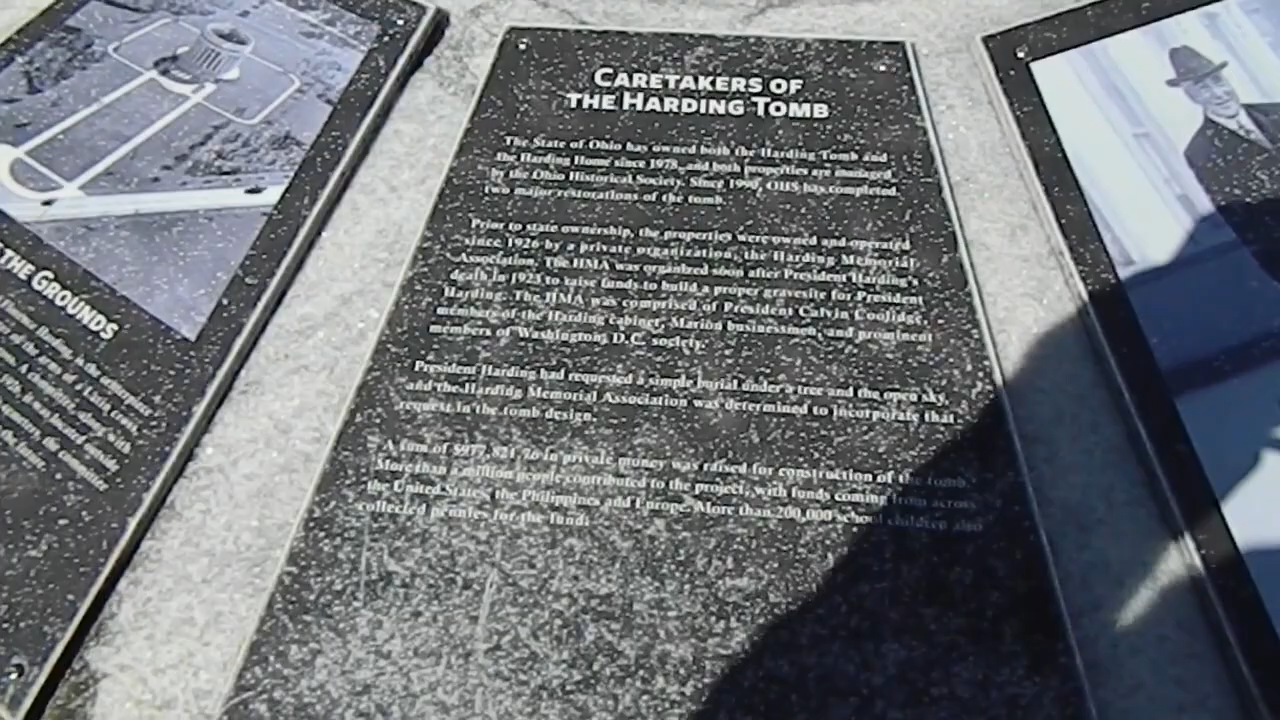 THE GROUNDS
CARETAKERS OF
THE HARDING TOMB
The State of Ohio has owned both the Harding Tomb and
the Harding Home since 1978, and both properties are managed
by the Ohio Historical Society. Since 1990, OHS has completed
two major restorations of the tomb.
Prior to state ownership, the properties were owned and operated
since 1926 by a private organization, the Harding Memorial
Association. The HMA was organized soon after President Harding's
death in 1923 to raise funds to build a proper gravesite for President
Harding. The HMA was comprised of President Calvin Coolidge,
members of the Harding cabinet, Marion businessmen, and prominent
members of Washington, D.C. society.
President Harding had requested a simple burial under a tree and the open sky,
and the Harding Memorial Association was determined to incorporate that
request in the tomb design.
A sum of $977,821.76 in private money was raised for construction of the tomb.
More than a million people contributed to the project, with funds coming from across
the United States, the Philippines and Europe. More than 200,000 school children also
collected pennies for the fund.